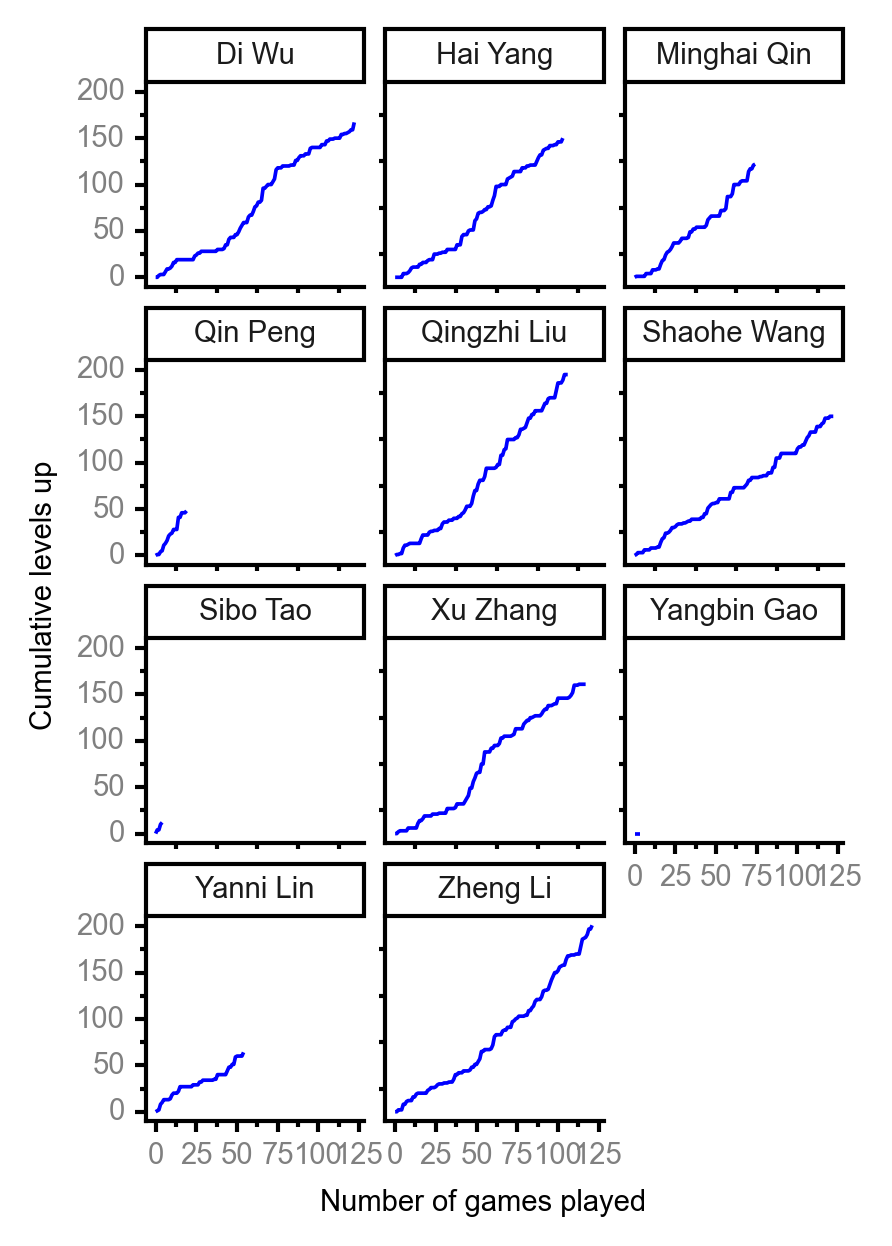 Di Wu
Hai Yang
Minghai Qin
200
150
100
50
0
Qin Peng
Qingzhi Liu
Shaohe Wang
200
150
100
50
0
Sibo Tao
Xu Zhang
Yangbin Gao
200
150
100
50
0
0 25 50 75 100 125
Yanni Lin
Zheng Li
200
150
100
50
0
0 25 50 75 100 125 0 25 50 75 100 125
Number of games played
Cumulative levels up